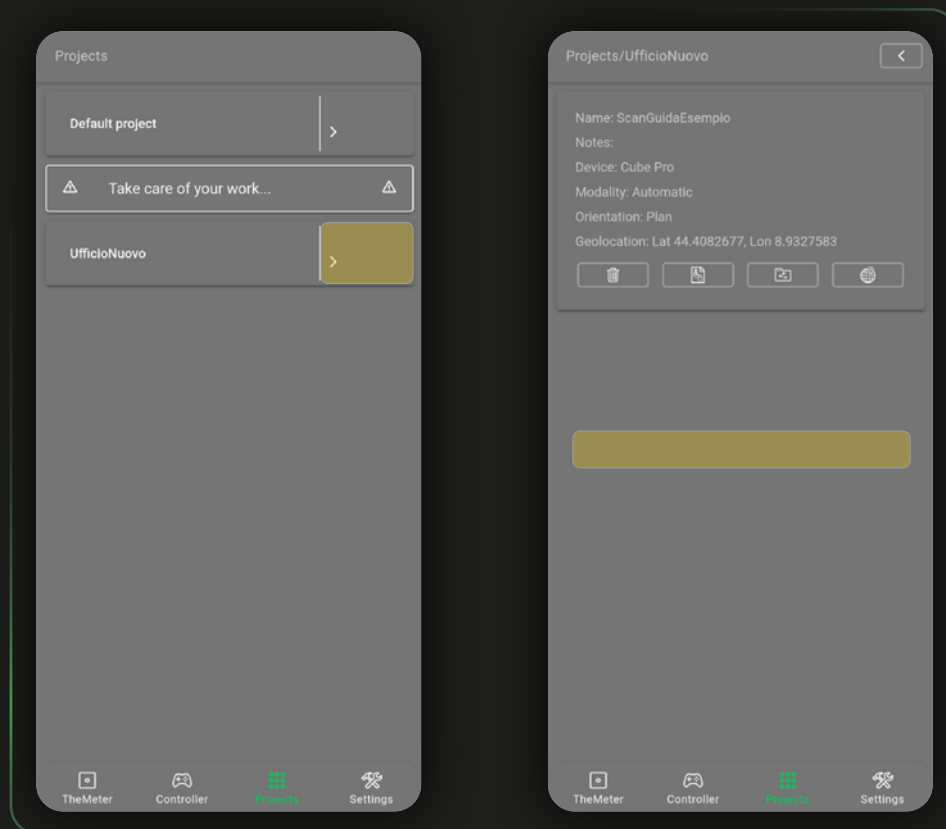 Projects
Default project
Take care of your work...
UfficioNuovo
TheMeter
Controller
Projects
Settings
Projects/UfficioNuovo
Name: ScanGuidaEsempio
Notes:
Device: Cube Pro
Modality: Automatic
Orientation: Plan
Geolocation: Lat 44.4082677, Lon 8.9327583
TheMeter
Controller
Projects
Settings